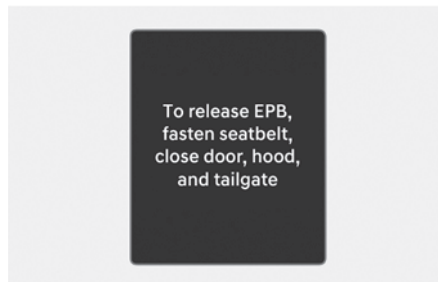 To release EPB,
fasten seatbelt,
close door, hood,
and tailgate